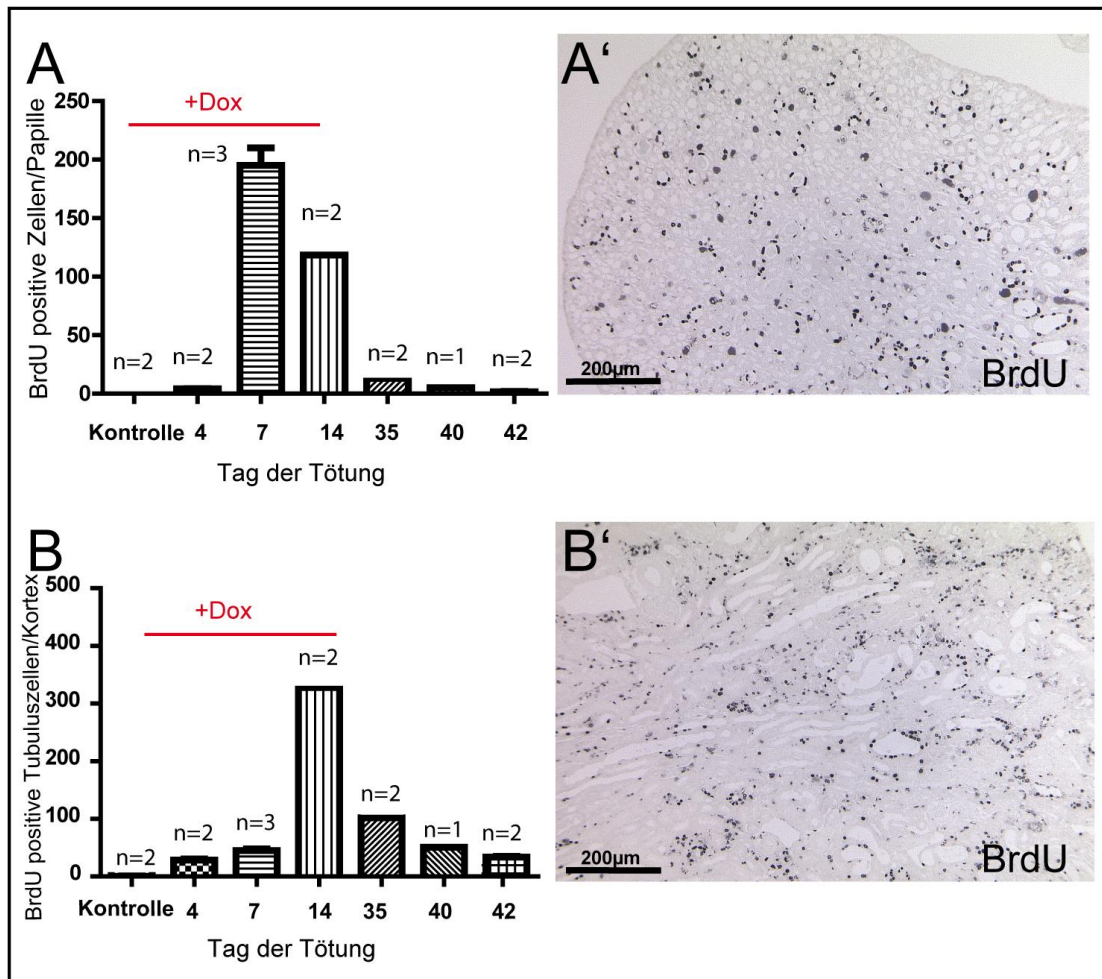 A
+Dox
BrdU positive Zellen/Papille
250
200
150
100
50
0
n=2
n=2
n=3
n=2
n=2
n=1
n=2
Kontrolle 4 7 14 35 40 42
Tag der Tötung
A‘
200µm
BrdU
B
+Dox
BrdU positive Tubuluszellen/Kortex
500
400
300
200
100
0
n=2
n=2
n=3
n=2
n=2
n=1
n=2
Kontrolle 4 7 14 35 40 42
Tag der Tötung
B‘
200µm
BrdU